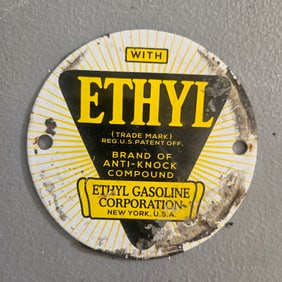 WITH
ETHYL
(TRADE MARK)
REG.U.S.PATENT OFF.
BRAND OF
ANTI-KNOCK
COMPOUND
ETHYL GASOLINE
CORPORATION
NEW YORK, U.S.A.